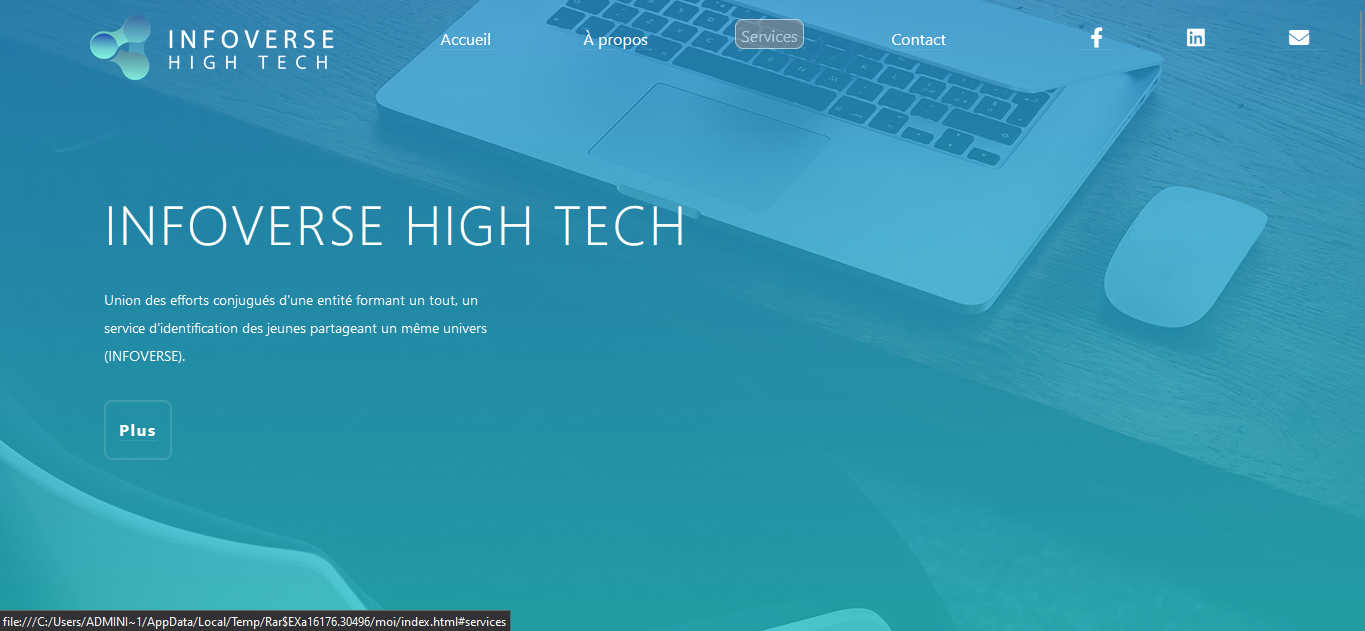 INFOVERSE
HIGH TECH
Accueil
À propos
Services
Contact
INFOVERSE HIGH TECH
Union des efforts conjugués d'une entité formant un tout, un
service d'identification des jeunes partageant un même univers
(INFOVERSE).
Plus
file:///C:/Users/ADMINI~1/AppData/Local/Temp/Rar$EXa16176.30496/moi/index.html#services